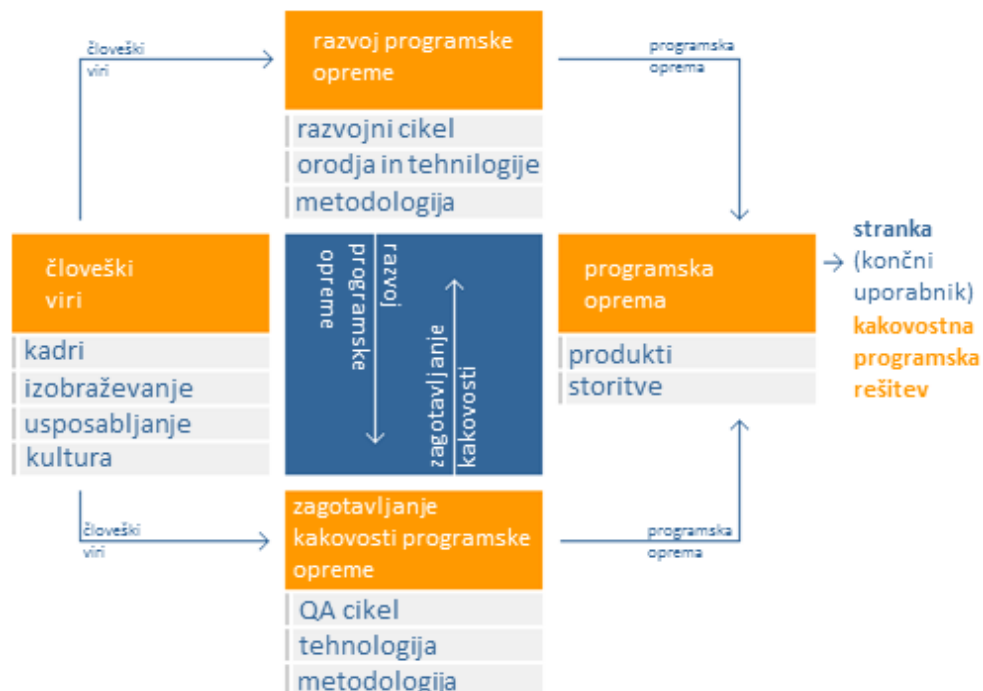 človeški
viri
razvoj programske
opreme
programska
oprema
razvojni cikel
orodja in tehnilogije
metodologija
človeški
viri
kadri
izobraževanje
usposabljanje
kultura
razvoj
programske
opreme
zagotavljanje
kakovosti
programska
oprema
produkti
storitve
stranka
(končni
uporabnik)
kakovostna
programska
rešitev
človeški
viri
zagotavljanje
kakovosti programske
opreme
programska
oprema
QA cikel
tehnologija
metodologija